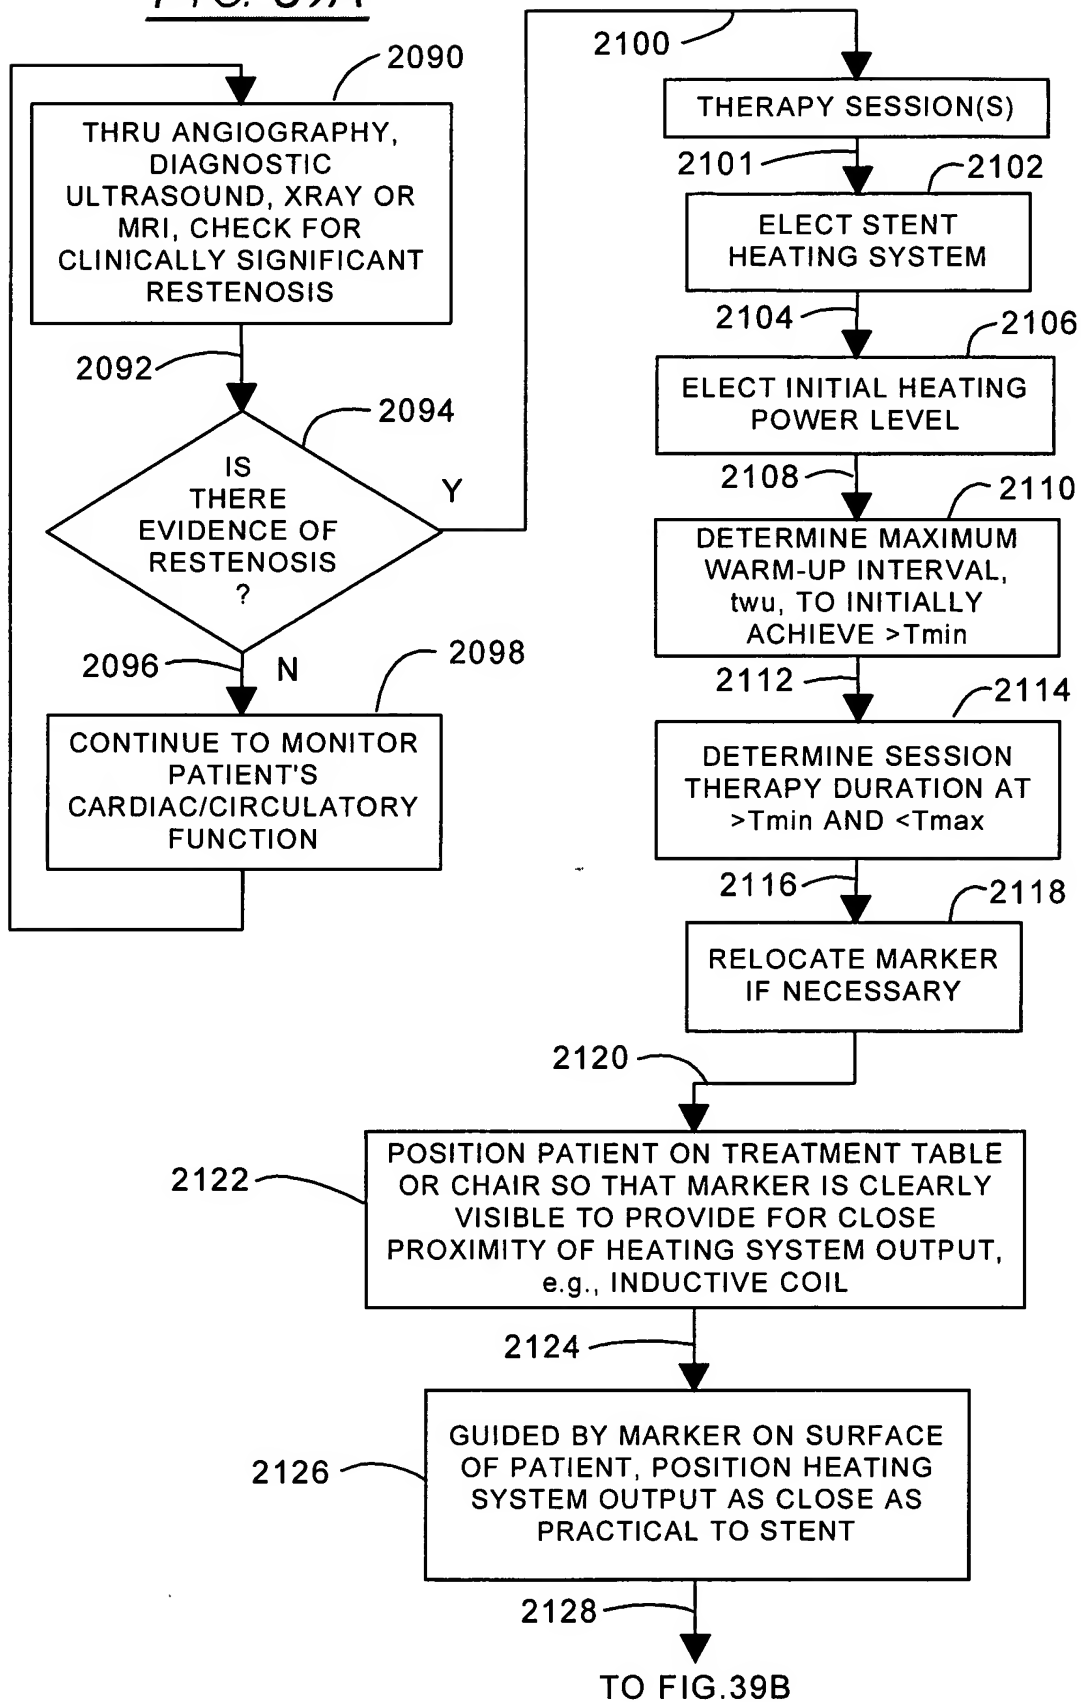 FIG. 39A
2090
THRU ANGIOGRAPHY,
DIAGNOSTIC
ULTRASOUND, XRAY OR
MRI, CHECK FOR
CLINICALLY SIGNIFICANT
RESTENOSIS
2092
2094
IS
THERE
EVIDENCE OF
RESTENOSIS
?
Y
2096
N
2098
CONTINUE TO MONITOR
PATIENT'S
CARDIAC/CIRCULATORY
FUNCTION
2100
THERAPY SESSION(S)
2101
2102
ELECT STENT
HEATING SYSTEM
2104
2106
ELECT INITIAL HEATING
POWER LEVEL
2108
2110
DETERMINE MAXIMUM
WARM-UP INTERVAL,
twu, TO INITIALLY
ACHIEVE >Tmin
2112
2114
DETERMINE SESSION
THERAPY DURATION AT
>Tmin AND <Tmax
2116
2118
RELOCATE MARKER
IF NECESSARY
2120
2122
POSITION PATIENT ON TREATMENT TABLE
OR CHAIR SO THAT MARKER IS CLEARLY
VISIBLE TO PROVIDE FOR CLOSE
PROXIMITY OF HEATING SYSTEM OUTPUT,
e.g., INDUCTIVE COIL
2124
2126
GUIDED BY MARKER ON SURFACE
OF PATIENT, POSITION HEATING
SYSTEM OUTPUT AS CLOSE AS
PRACTICAL TO STENT
2128
TO FIG.39B